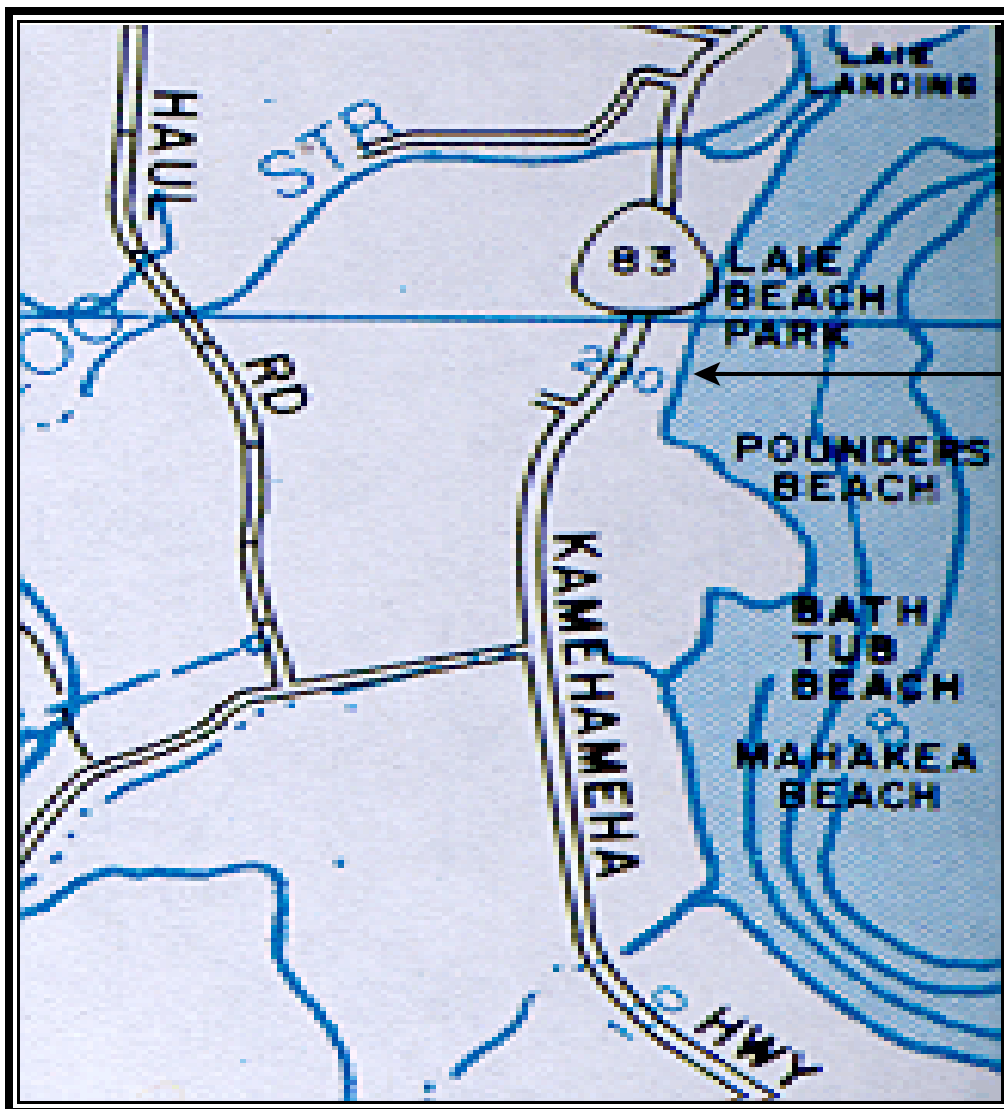 LAIE
LANDING
HAUL
STB
83
LAIE
BEACH
PARK
RD
POUNDERS
BEACH
KAMEHAMEHA
BATH
TUB
BEACH
MAHAKEA
BEACH
HWY